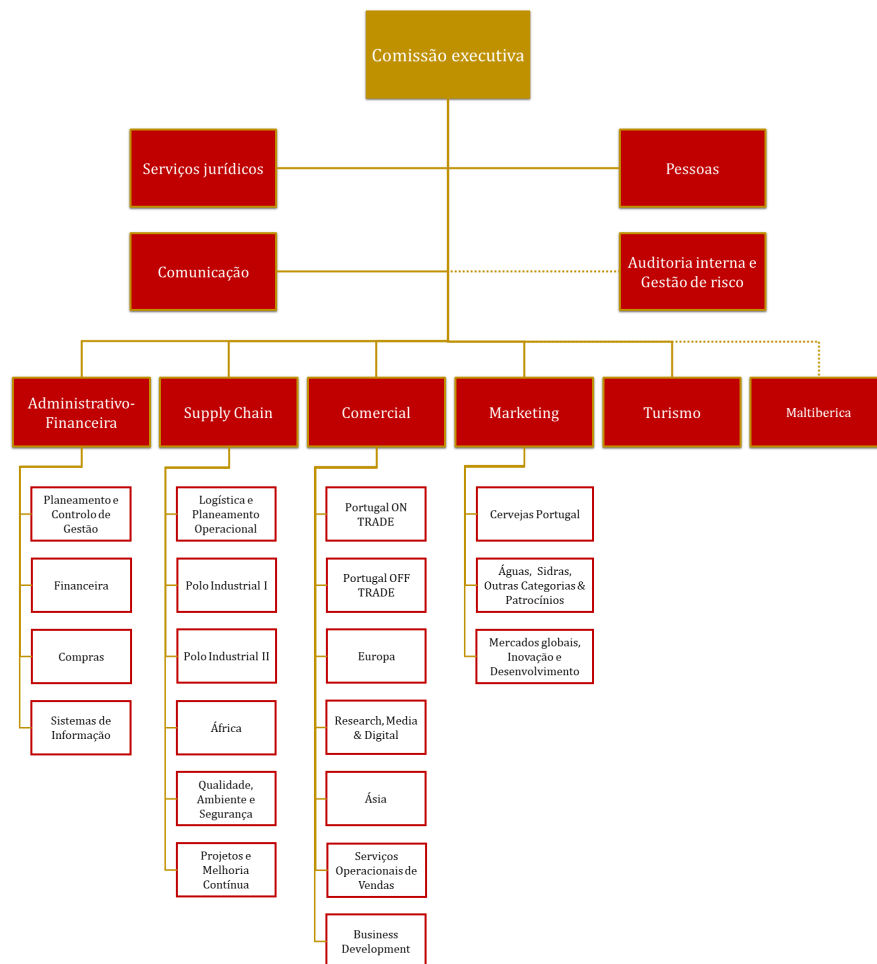 Comissão executiva
Serviços jurídicos
Pessoas
Comunicação
Auditoria interna e
Gestão de risco
Administrativo-
Financeira
Supply Chain
Comercial
Marketing
Turismo
Maltiberica
Planeamento e
Controlo de
Gestão
Financeira
Compras
Sistemas de
Informação
Logística e
Planeamento
Operacional
Polo Industrial I
Polo Industrial II
África
Qualidade,
Ambiente e
Segurança
Projetos e
Melhoria
Contínua
Portugal ON
TRADE
Portugal OFF
TRADE
Europa
Research, Media
& Digital
Ásia
Serviços
Operacionais de
Vendas
Business
Development
Cervejas Portugal
Águas, Sidras,
Outras Categorias &
Patrocínios
Mercados globais,
Inovação e
Desenvolvimento